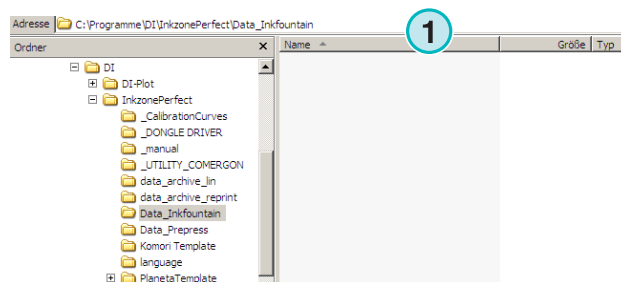 Adresse C:\Programme\DI\InkzonePerfect\Data_Inkfountain
1
Ordner x Name Größe Typ
DI
DI-Plot
InkzonePerfect
_CalibrationCurves
_DONGLE DRIVER
_manual
_UTILITY_COMERGON
data_archive_lin
data_archive_reprint
Data_Inkfountain
Data_Prepress
Komori Template
language
PlanetaTemplate